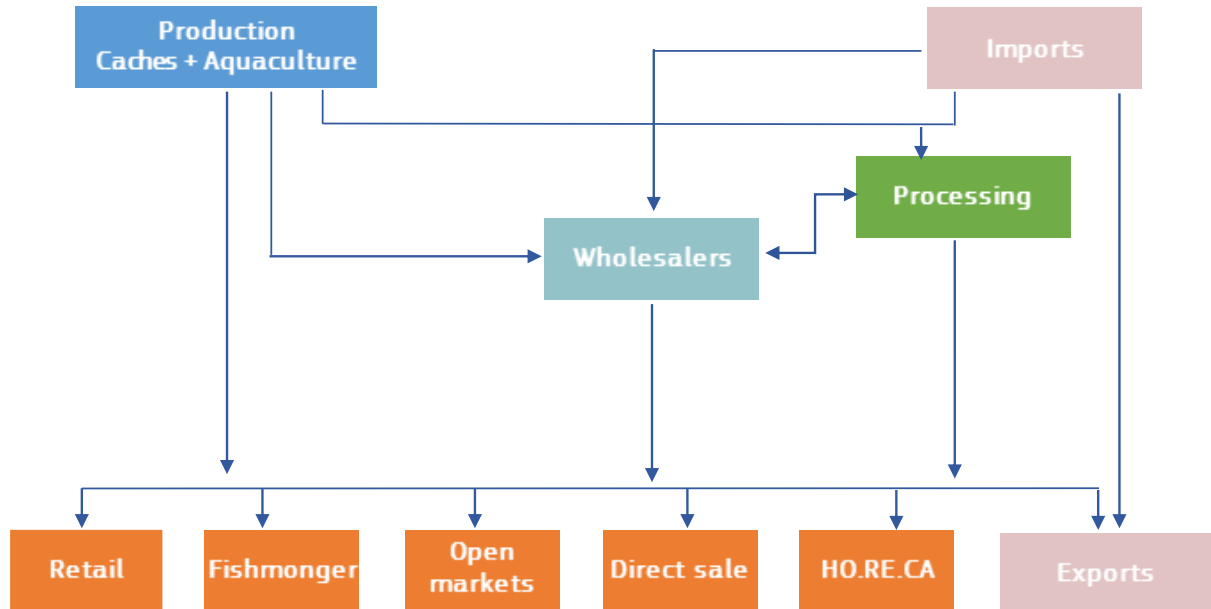 Production
Caches + Aquaculture
Imports
Processing
Wholesalers
Retail
Fishmonger
Open
markets
Direct sale
HO.RE.CA
Exports